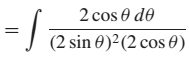 = ∫ 2 cos θ dθ / (2 sin θ)²(2 cos θ)